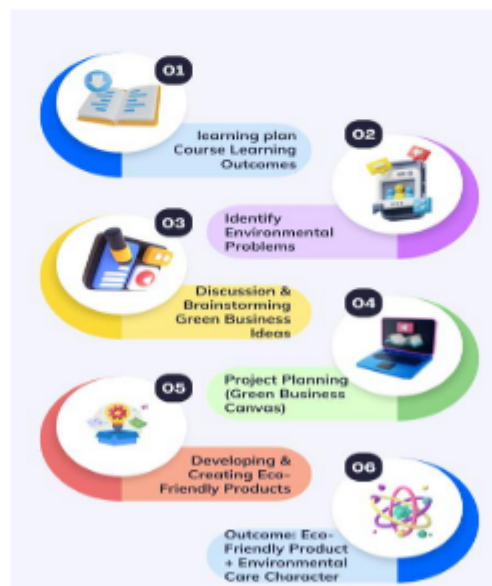 01
learning plan
Course Learning
Outcomes
02
Identify
Environmental
Problems
03
Discussion &
Brainstorming
Green Business
Ideas
04
Project Planning
(Green Business
Canvas)
05
Developing &
Creating Eco-
Friendly Products
06
Outcome: Eco-
Friendly Product
+ Environmental
Care Character